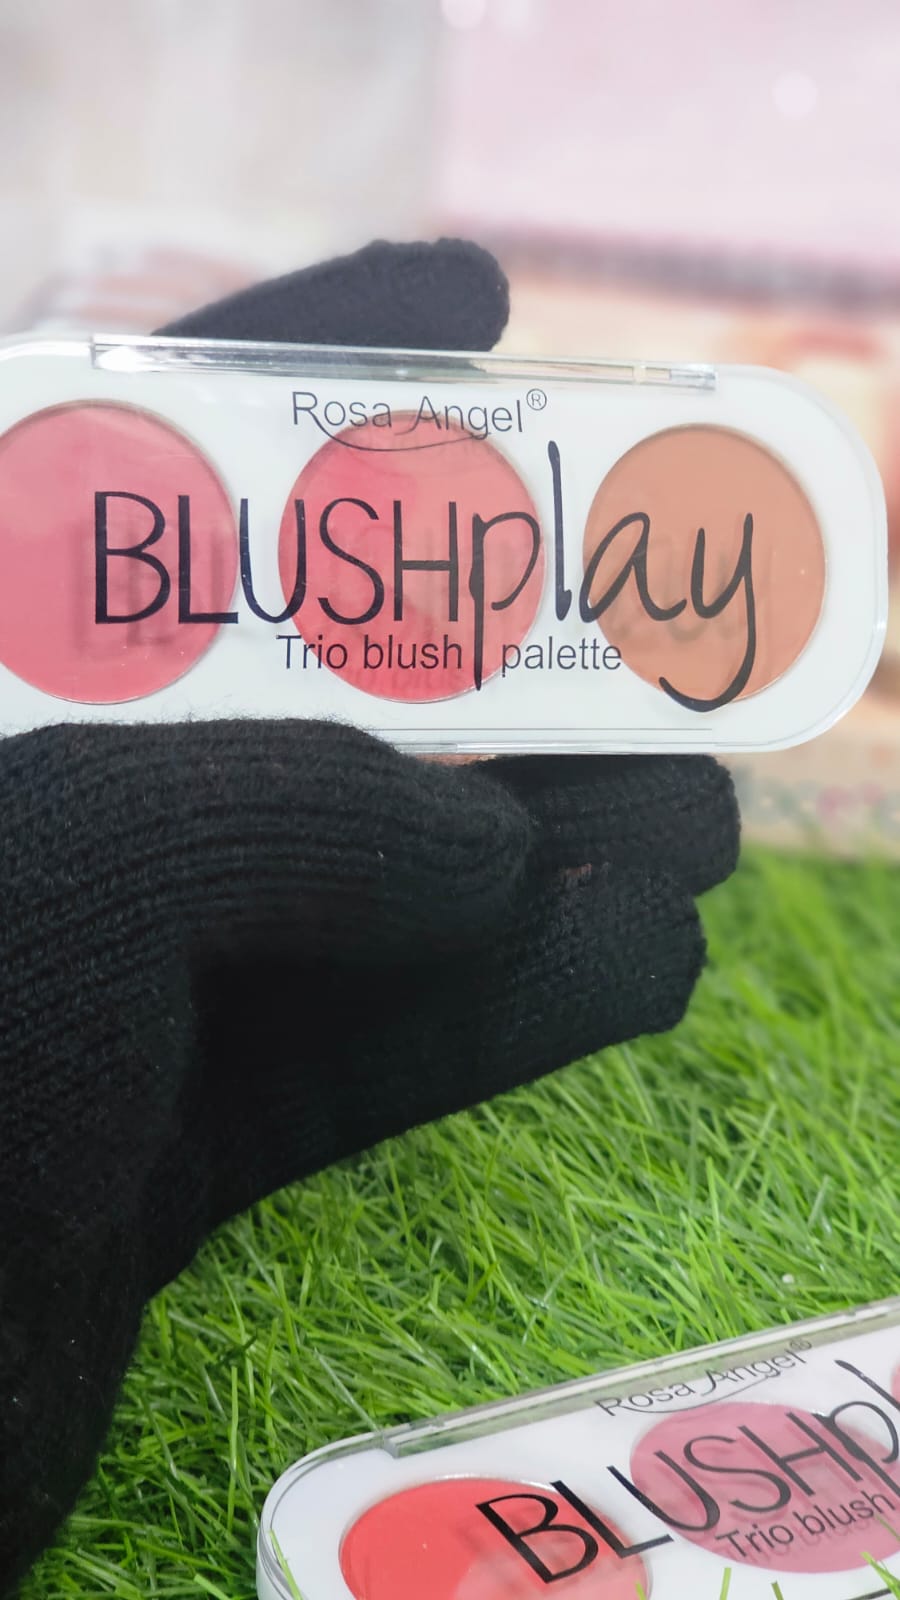 Rosa Angel®
BLUSHplay
Trio blush palette
Rosa Angel®
BLUSHpl
Trio blush